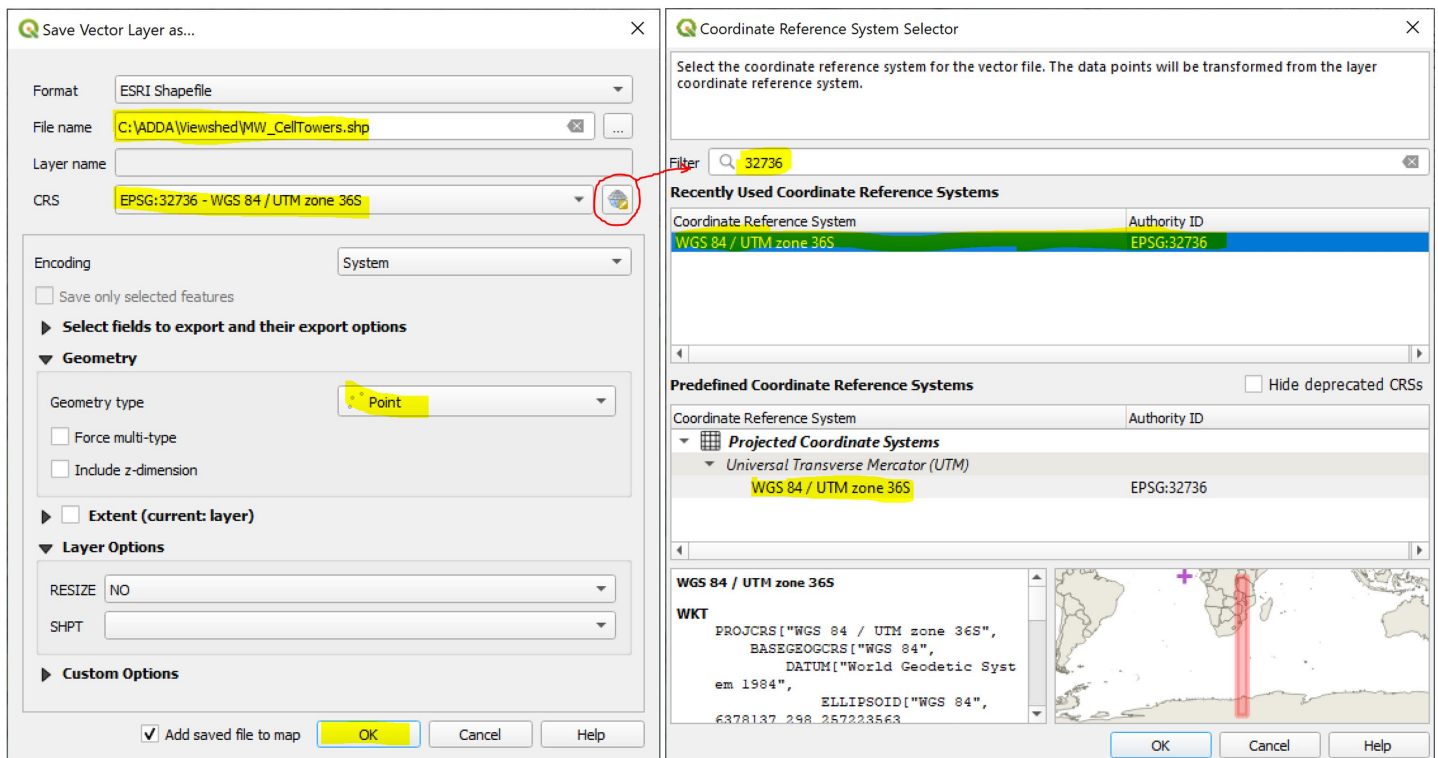 Save Vector Layer as...
Format
ESRI Shapefile
File name
C:\ADDA\Viewshed\MW_CellTowers.shp
...
Layer name
CRS
EPSG:32736 - WGS 84 / UTM zone 36S
Encoding
System
Save only selected features
Select fields to export and their export options
Geometry
Geometry type
Point
Force multi-type
Include z-dimension
Extent (current: layer)
Layer Options
RESIZE
NO
SHPT
Custom Options
Add saved file to map
OK
Cancel
Help
Coordinate Reference System Selector
Select the coordinate reference system for the vector file. The data points will be transformed from the layer
coordinate reference system.
Filter
32736
Recently Used Coordinate Reference Systems
Coordinate Reference System
Authority ID
WGS 84 / UTM zone 36S
EPSG:32736
Predefined Coordinate Reference Systems
Hide deprecated CRSs
Coordinate Reference System
Authority ID
Projected Coordinate Systems
Universal Transverse Mercator (UTM)
WGS 84 / UTM zone 36S
EPSG:32736
WGS 84 / UTM zone 36S
WKT
PROJCRS["WGS 84 / UTM zone 36S",
BASEGEOGCRS["WGS 84",
DATUM["World Geodetic Syst
em 1984",
ELLIPSOID["WGS 84",
6378137,298.257223563
OK
Cancel
Help